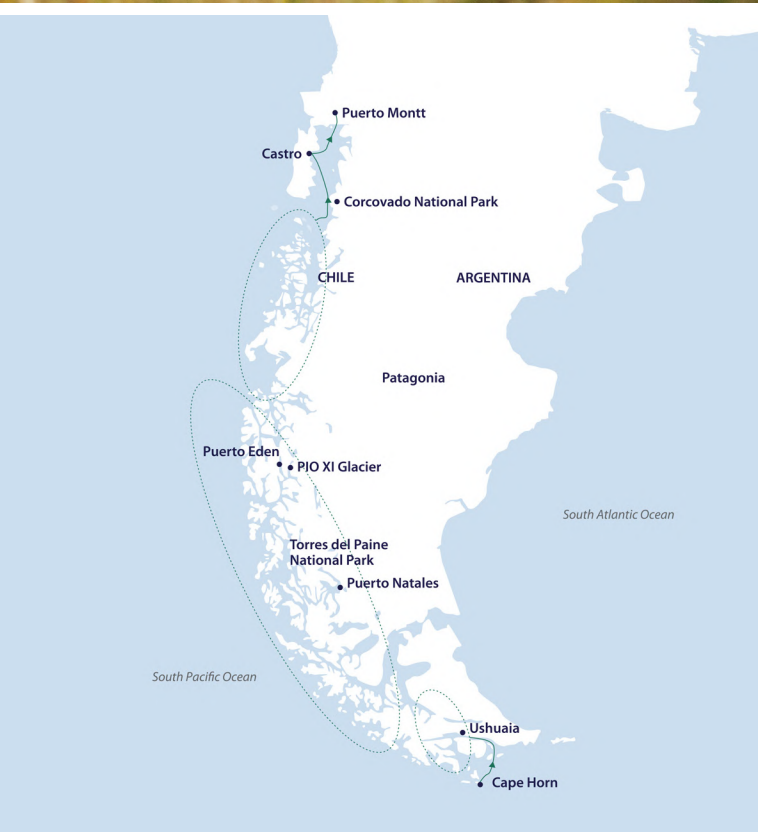 Puerto Montt
Castro
Corcovado National Park
CHILE
ARGENTINA
Patagonia
Puerto Eden
PIO XI Glacier
South Atlantic Ocean
Torres del Paine
National Park
Puerto Natales
South Pacific Ocean
Ushuaia
Cape Horn